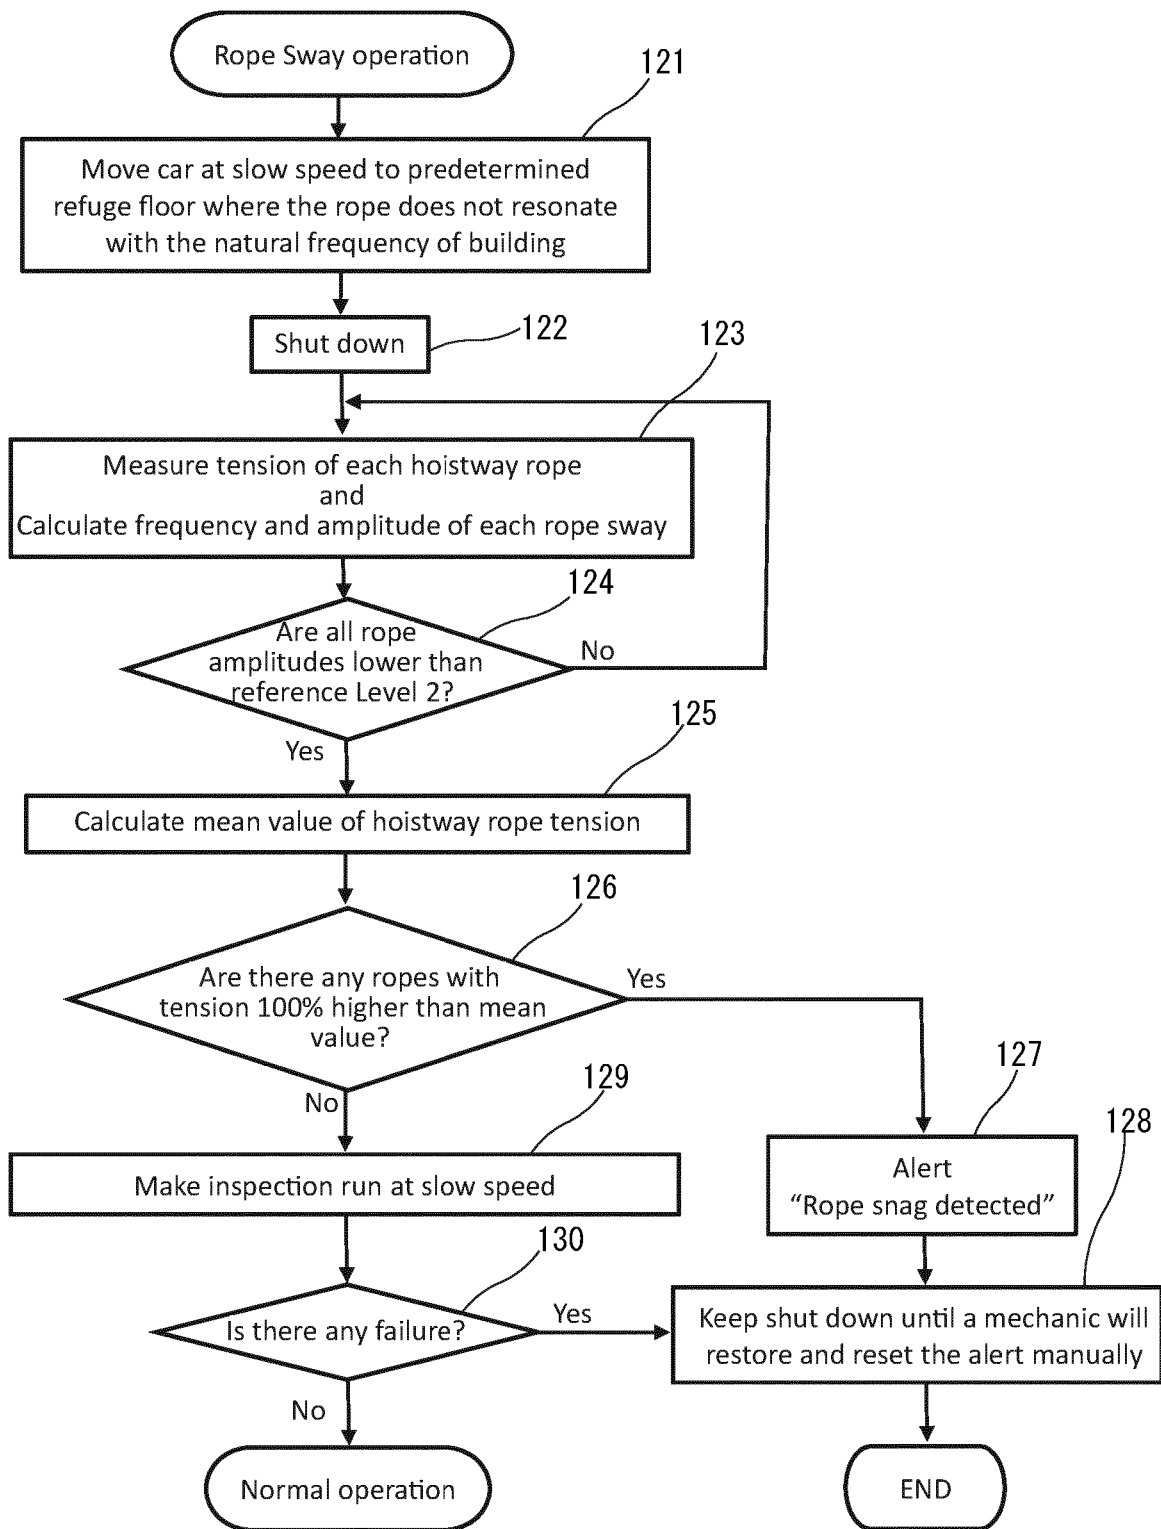 Rope Sway operation
121
Move car at slow speed to predetermined
refuge floor where the rope does not resonate
with the natural frequency of building
122
Shut down
123
Measure tension of each hoistway rope
and
Calculate frequency and amplitude of each rope sway
124
Are all rope
amplitudes lower than
reference Level 2?
No
Yes
125
Calculate mean value of hoistway rope tension
126
Are there any ropes with
tension 100% higher than mean
value?
Yes
No
127
Alert
“Rope snag detected”
128
129
Make inspection run at slow speed
130
Is there any failure?
Yes
Keep shut down until a mechanic will
restore and reset the alert manually
No
Normal operation
END